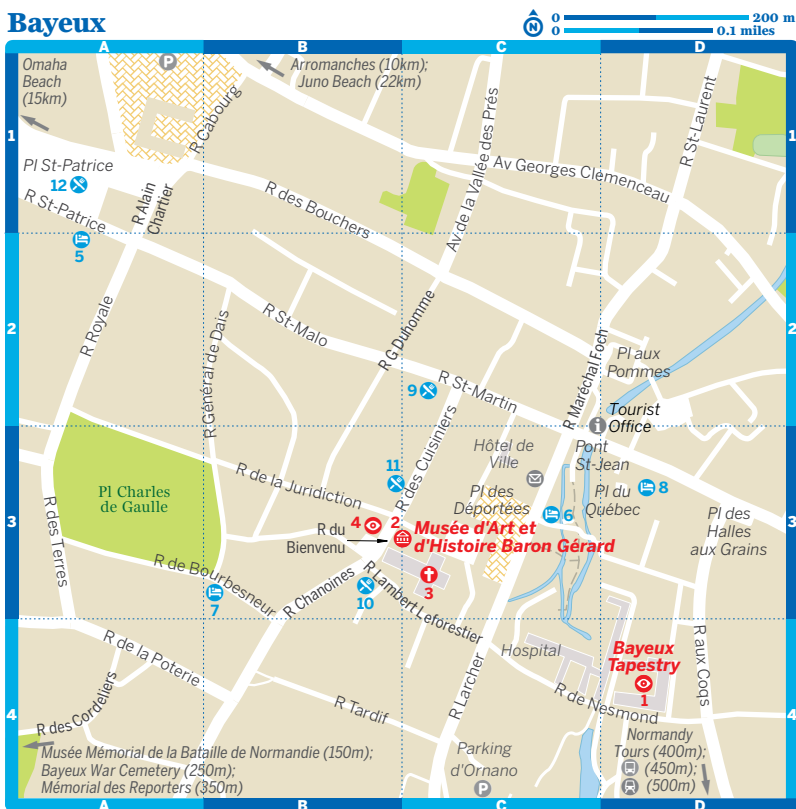 Bayeux
N
0 200 m
0 0.1 miles
A B C D
Omaha
Beach
(15km)
P
Arromanches (10km);
Juno Beach (22km)
R Cabourg
1
1
Av de la Vallée des Prés
R St-Laurent
Av Georges Clemenceau
Pl St-Patrice
12
R St-Patrice
R Alain
Chartier
R des Bouchers
5
2
2
R Royale
R Général de Dais
R St-Malo
R G Duhomme
R Maréchal Foch
Pl aux
Pommes
9
R St-Martin
i
Tourist
Office
R des Cuisiniers
Hôtel de
Ville
Pont
St-Jean
11
R de la Juridiction
Pl Charles
de Gaulle
Pl des
Déportées
6
Pl du
Québec
8
3
3
4
2
Musée d'Art et
d'Histoire Baron Gérard
R du
Bienvenu
Pl des
Halles
aux Grains
R des Terres
R de Bourbesneur
7
R Chanoines
10
R Lambert Leforestier
3
R de la Poterie
Hospital
Bayeux
Tapestry
1
R aux Coqs
R Larcher
R de Nesmond
R des Cordeliers
R Tardif
4
4
Musée Mémorial de la Bataille de Normandie (150m);
Bayeux War Cemetery (250m);
Mémorial des Reporters (350m)
Parking
d'Ornano
P
Normandy
Tours (400m);
(450m);
(500m)
A B C D